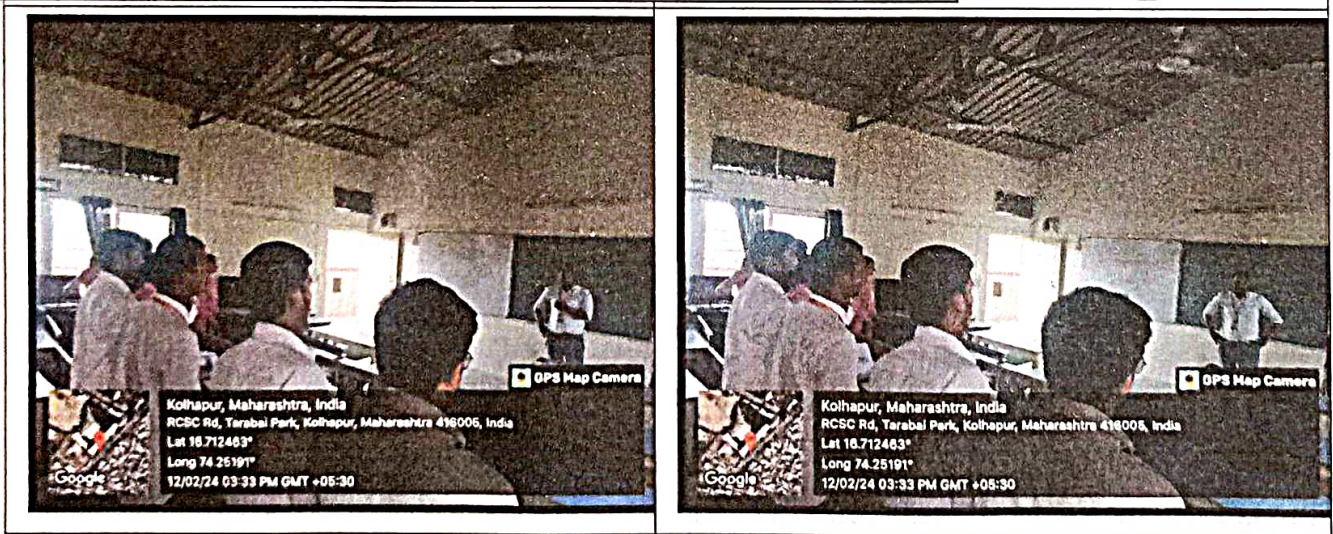 GPS Map Camera
Kolhapur, Maharashtra, India
RCSC Rd, Tarabai Park, Kolhapur, Maharashtra 416005, India
Lat 16.712463°
Long 74.25191°
12/02/24 03:33 PM GMT +05:30
Google
GPS Map Camera
Kolhapur, Maharashtra, India
RCSC Rd, Tarabai Park, Kolhapur, Maharashtra 416005, India
Lat 16.712463°
Long 74.25191°
12/02/24 03:33 PM GMT +05:30
Google